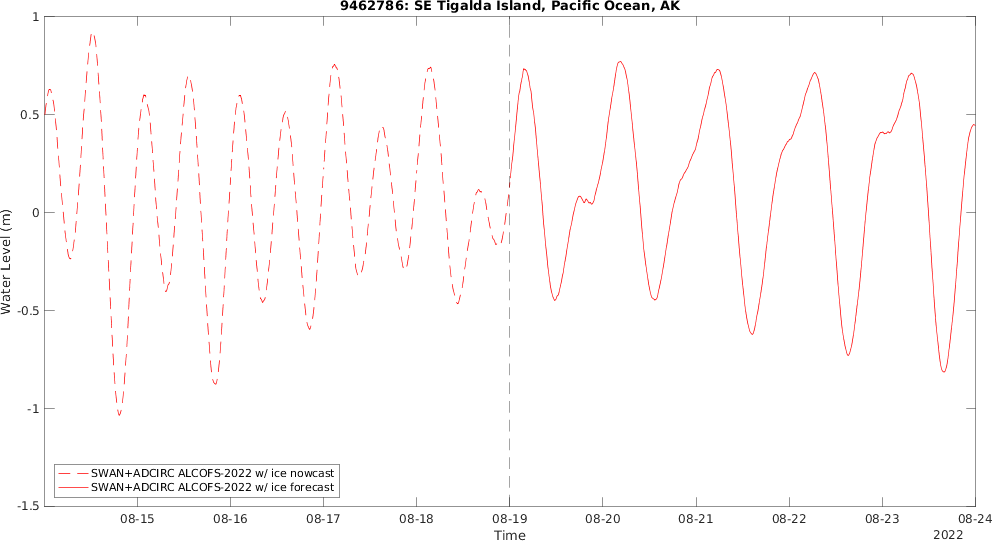 9462786: SE Tigalda Island, Pacific Ocean, AK
1
0.5
0
-0.5
-1
-1.5
Water Level (m)
SWAN+ADCIRC ALCOFS-2022 w/ ice nowcast
SWAN+ADCIRC ALCOFS-2022 w/ ice forecast
08-15 08-16 08-17 08-18 08-19 08-20 08-21 08-22 08-23 08-24
Time
2022